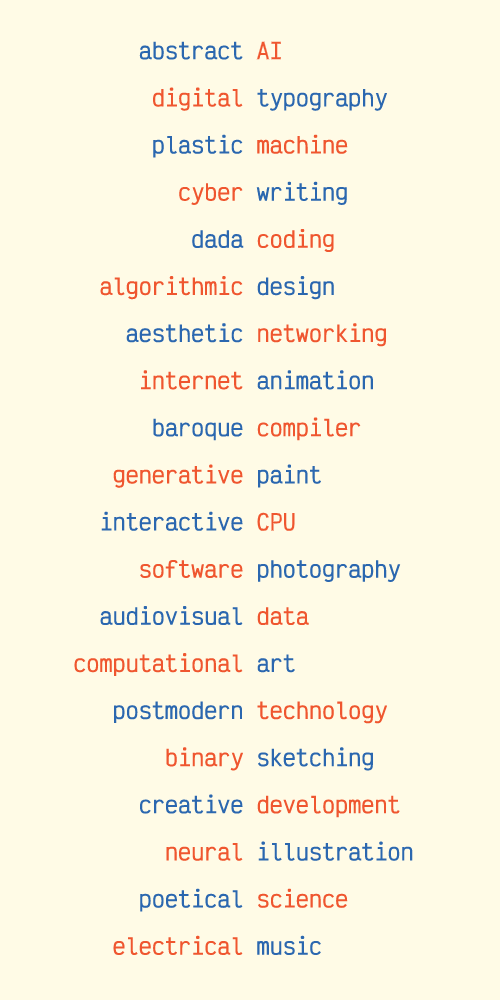 abstract AI
digital typography
plastic machine
cyber writing
dada coding
algorithmic design
aesthetic networking
internet animation
baroque compiler
generative paint
interactive CPU
software photography
audiovisual data
computational art
postmodern technology
binary sketching
creative development
neural illustration
poetical science
electrical music